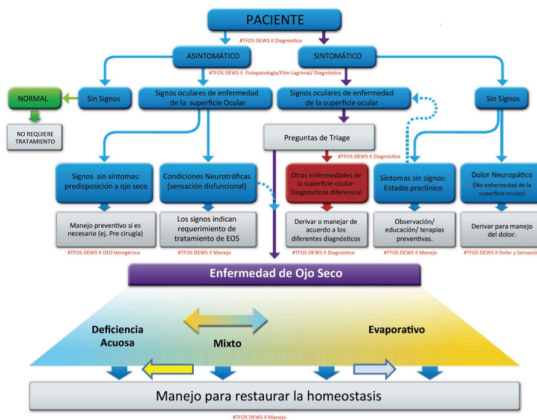 PACIENTE
#TFOS DEWS II Diagnóstico
ASINTOMÁTICO
SINTOMÁTICO
#TFOS DEWS II Fisopatología/Film Lagrimal/ Diagnóstico
NORMAL
Sin Signos
Signos oculares de enfermedad
de la superficie Ocular
Signos oculares de enfermedad
de la superficie ocular
Sin Signos
NO REQUIERE
TRATAMIENTO
Preguntas de Triage
#TFOS DEWS II Diagnóstico
Signos sin síntomas:
predisposición a ojo seco
Condiciones Neurotróficas
(sensación disfuncional)
Otras enfermedades de
la superficie ocular:
Diagnósticos diferencial
Síntomas sin signos:
Estadio preclínico
Dolor Neuropático
(No enfermedad de la
superficie ocular)
Manejo preventivo si es
necesario (ej. Pre cirugía)
Los signos indican
requerimiento de
tratamiento de EOS
Derivar o manejar de
acuerdo a los
diferentes diagnósticos
Observación/
educación/ terapias
preventivas.
Derivar para manejo
del dolor.
#TFOS DEWS II DED Iatrogénico
#TFOS DEWS II Manejo
#TFOS DEWS II Diagnóstico
#TFOS DEWS II Manejo
#TFOS DEWS II Dolor y Sensación
Enfermedad de Ojo Seco
Deficiencia
Acuosa
Mixto
Evaporativo
Manejo para restaurar la homeostasis
#TFOS DEWS II Manejo